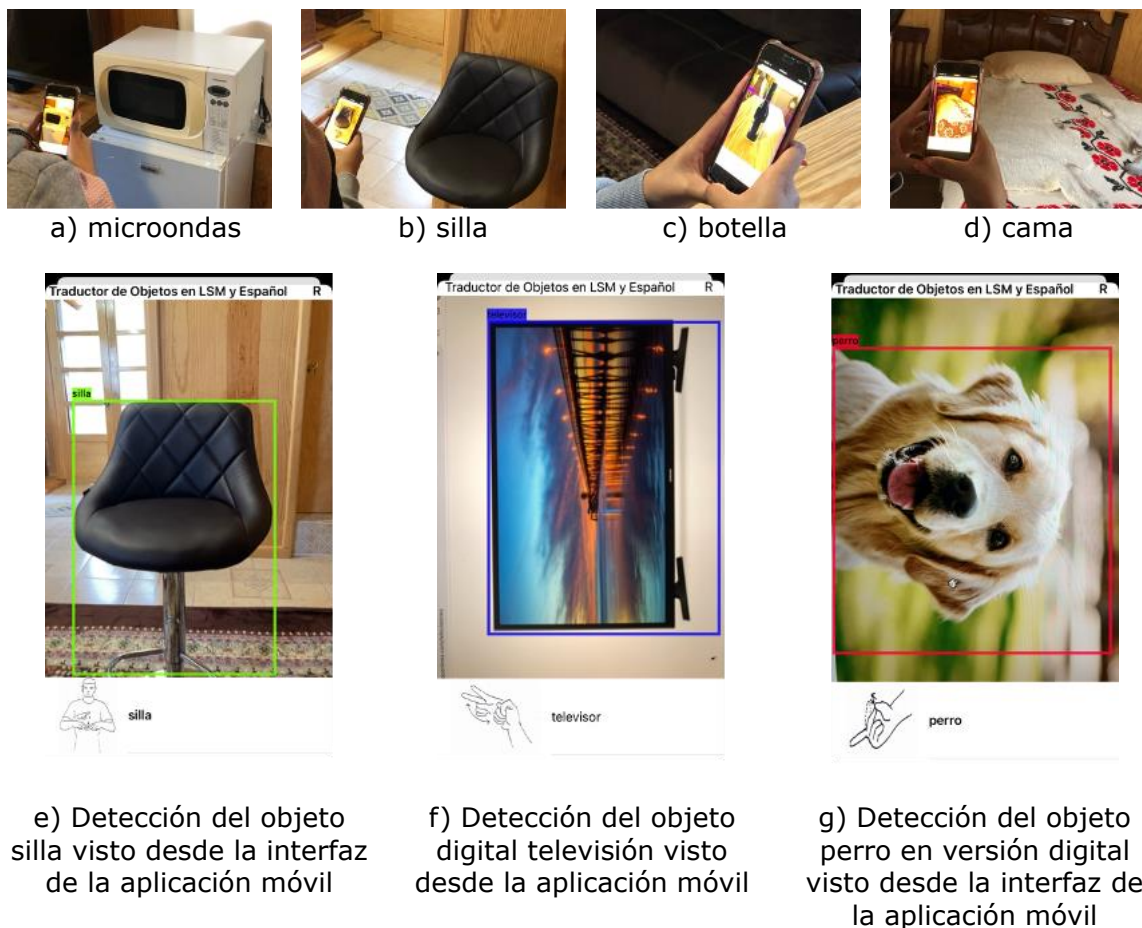 a) microondas
b) silla
c) botella
d) cama
Traductor de Objetos en LSM y Español R
silla
silla
Traductor de Objetos en LSM y Español R
televisor
televisor
Traductor de Objetos en LSM y Español R
perro
perro
e) Detección del objeto
silla visto desde la interfaz
de la aplicación móvil
f) Detección del objeto
digital televisión visto
desde la aplicación móvil
g) Detección del objeto
perro en versión digital
visto desde la interfaz de
la aplicación móvil